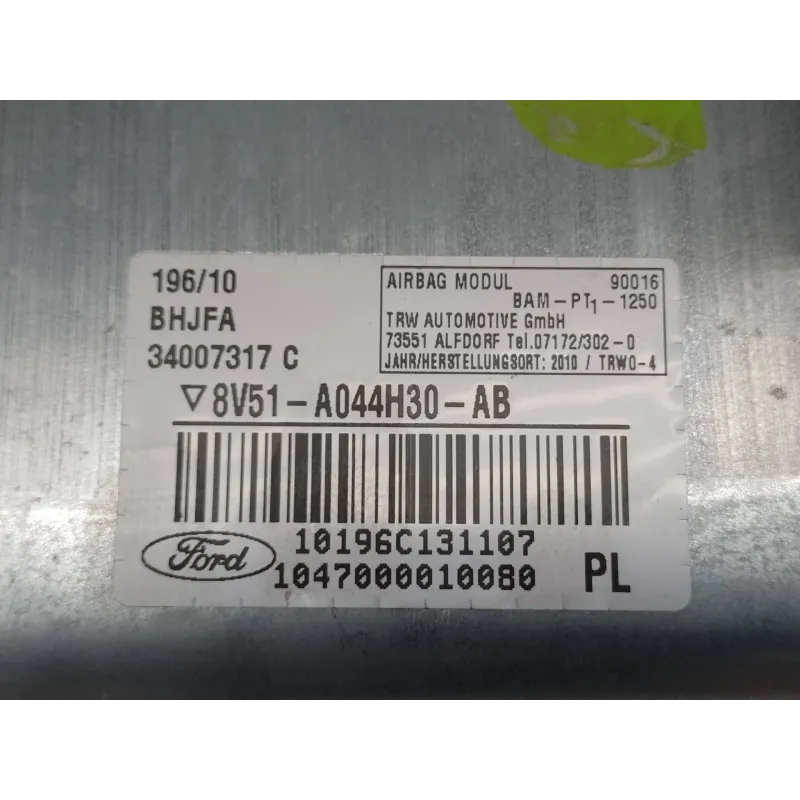 196/10
BHJFA
34007317 C
AIRBAG MODUL 90016
BAM-PT1-1250
TRW AUTOMOTIVE GmbH
73551 ALFDORF Tel.07172/302-0
JAHR/HERSTELLUNGSORT: 2010 / TRWO-4
▽8V51-A044H30-AB
10196C131107
Ford
1047000010080 PL